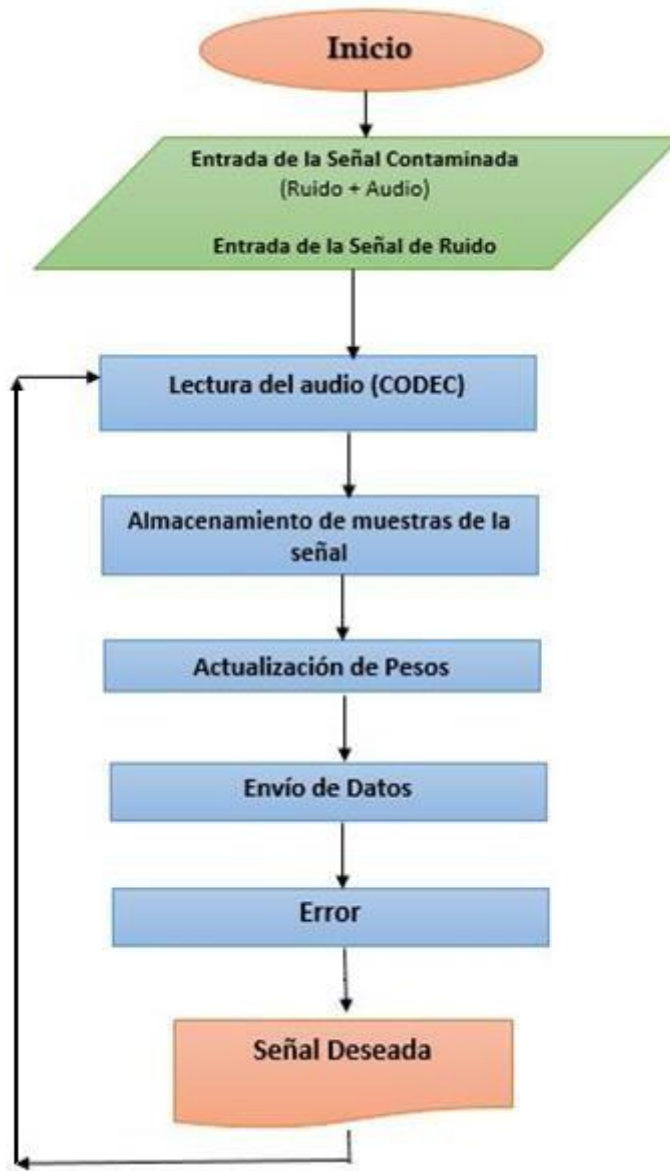 Inicio
Entrada de la Señal Contaminada
(Ruido + Audio)
Entrada de la Señal de Ruido
Lectura del audio (CODEC)
Almacenamiento de muestras de la
señal
Actualización de Pesos
Envío de Datos
Error
Señal Deseada